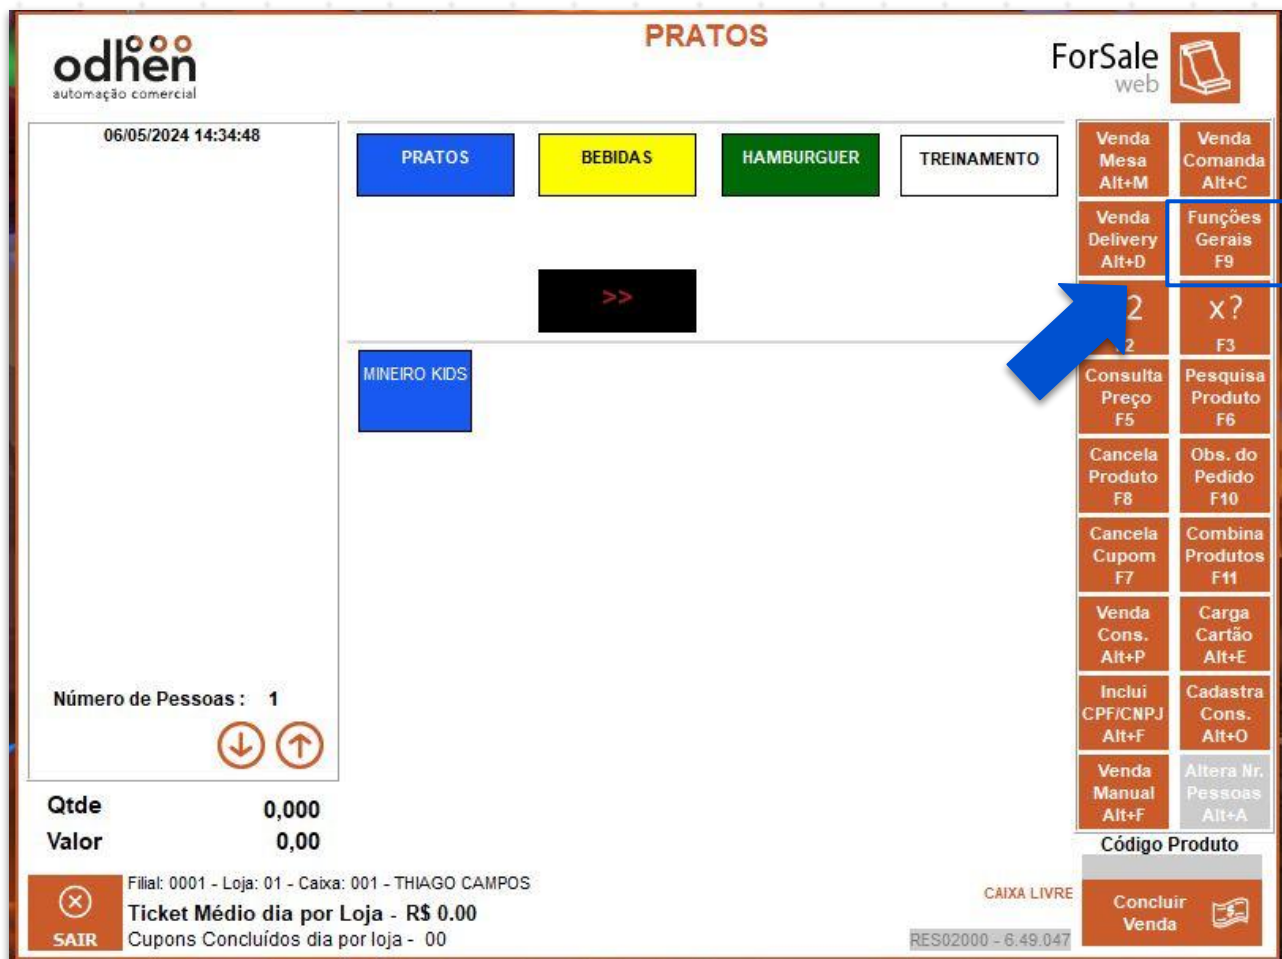 PRATOS
odhen
automação comercial
ForSale
web
06/05/2024 14:34:48
PRATOS
BEBIDAS
HAMBURGUER
TREINAMENTO
>>
MINEIRO KIDS
Venda
Mesa
Alt+M
Venda
Comanda
Alt+C
Venda
Delivery
Alt+D
Funções
Gerais
F9
2
x?
F3
Consulta
Preço
F5
Pesquisa
Produto
F6
Cancela
Produto
F8
Obs. do
Pedido
F10
Cancela
Cupom
F7
Combina
Produtos
F11
Venda
Cons.
Alt+P
Carga
Cartão
Alt+E
Inclui
CPF/CNPJ
Alt+F
Cadastra
Cons.
Alt+O
Venda
Manual
Alt+F
Altera Nr.
Pessoas
Alt+A
Número de Pessoas : 1
Qtde 0,000
Valor 0,00
Código Produto
SAIR
Filial: 0001 - Loja: 01 - Caixa: 001 - THIAGO CAMPOS
Ticket Médio dia por Loja - R$ 0.00
Cupons Concluídos dia por loja - 00
CAIXA LIVRE
RES02000 - 6.49.047
Concluir
Venda